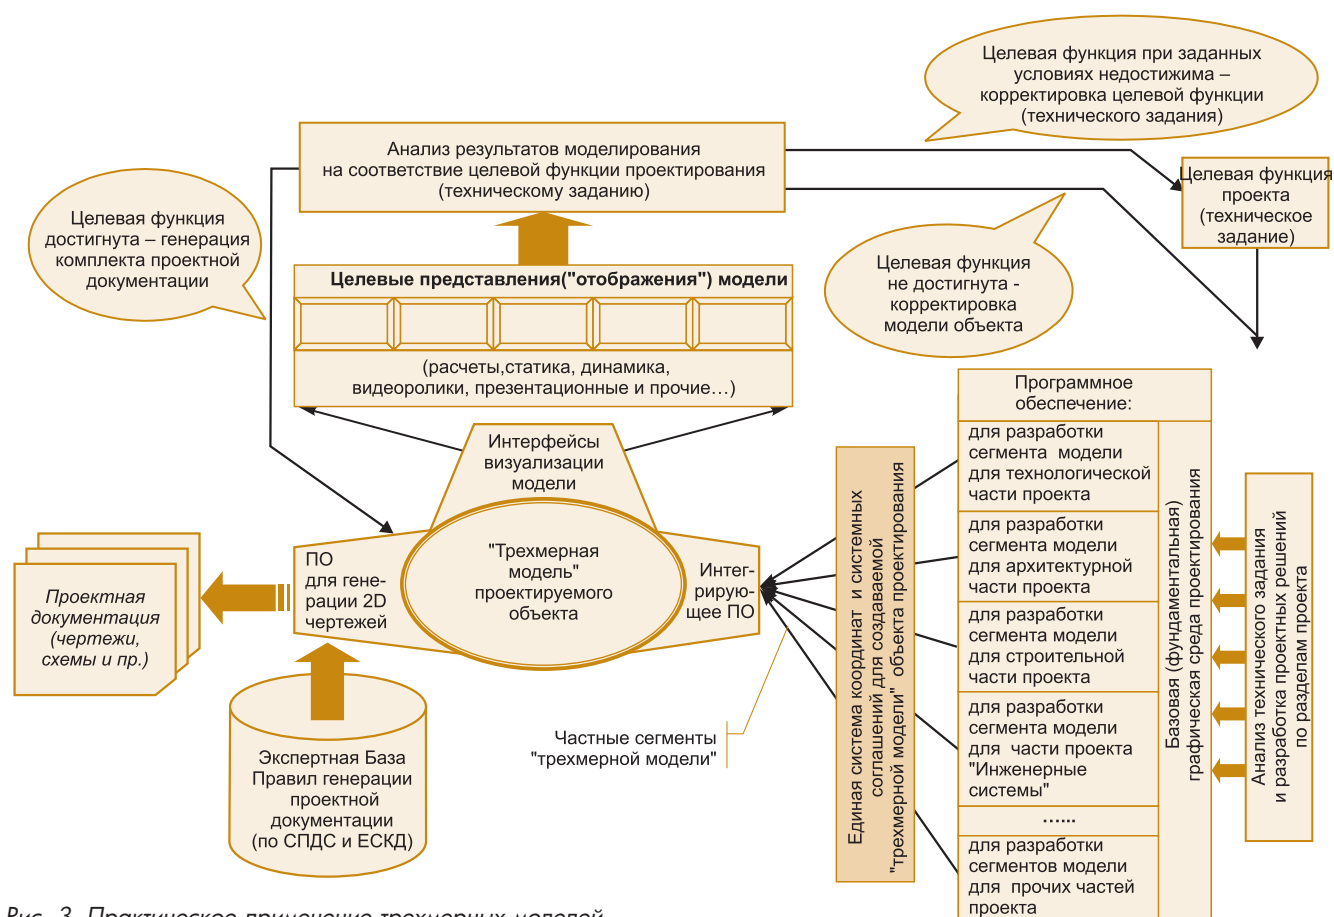 Целевая функция при заданных
условиях недостижима –
корректировка целевой функции
(технического задания)
Анализ результатов моделирования
на соответствие целевой функции проектирования
(техническому заданию)
Целевая функция
проекта
(техническое
задание)
Целевая функция
достигнута – генерация
комплекта проектной
документации
Целевая функция
не достигнута -
корректировка
модели объекта
Целевые представления("отображения") модели
(расчеты,статика, динамика,
видеоролики, презентационные и прочие...)
Интерфейсы
визуализации
модели
"Трехмерная
модель"
проектируемого
объекта
ПО
для гене-
рации 2D
чертежей
Интег-
рирую-
щее ПО
Проектная
документация
(чертежи,
схемы и пр.)
Экспертная База
Правил генерации
проектной
документации
(по СПДС и ЕСКД)
Частные сегменты
"трехмерной модели"
Единая система координат и системных
соглашений для создаваемой
"трехмерной модели" объекта проектирования
Программное
обеспечение:
для разработки
сегмента модели
для технологической
части проекта
для разработки
сегмента модели
для архитектурной
части проекта
для разработки
сегмента модели
для строительной
части проекта
для разработки
сегмента модели
для части проекта
"Инженерные
системы"
......
для разработки
сегментов модели
для прочих частей
проекта
Базовая (фундаментальная)
графическая среда проектирования
Анализ технического задания
и разработка проектных решений
по разделам проекта
Рис. 3. Практическое применение трехмерных моделей